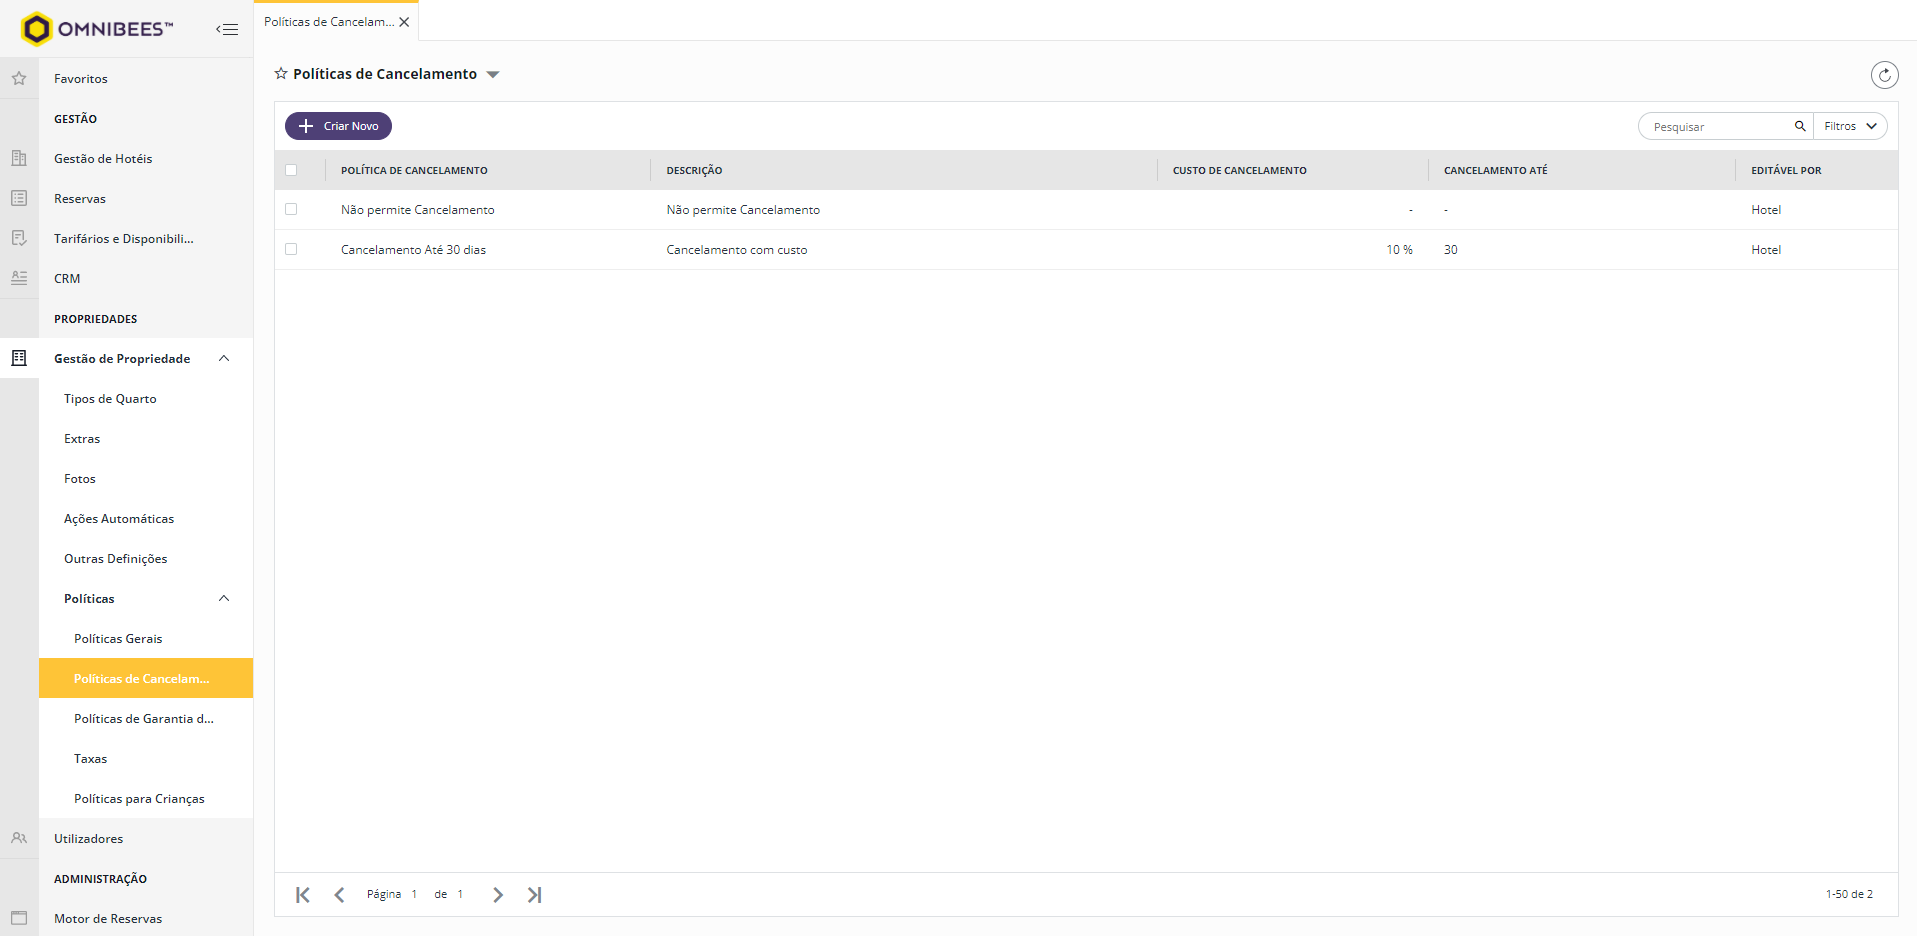 OMNIBEES™
Políticas de Cancelam...
Favoritos
GESTÃO
Gestão de Hotéis
Reservas
Tarifários e Disponibili...
CRM
PROPRIEDADES
Gestão de Propriedade
Tipos de Quarto
Extras
Fotos
Ações Automáticas
Outras Definições
Políticas
Políticas Gerais
Políticas de Cancelam...
Políticas de Garantia d...
Taxas
Políticas para Crianças
Utilizadores
ADMINISTRAÇÃO
Motor de Reservas
Políticas de Cancelamento
Criar Novo
Pesquisar
Filtros
POLÍTICA DE CANCELAMENTO DESCRIÇÃO CUSTO DE CANCELAMENTO CANCELAMENTO ATÉ EDITÁVEL POR
Não permite Cancelamento Não permite Cancelamento - - Hotel
Cancelamento Até 30 dias Cancelamento com custo 10 % 30 Hotel
Página 1 de 1
1-50 de 2